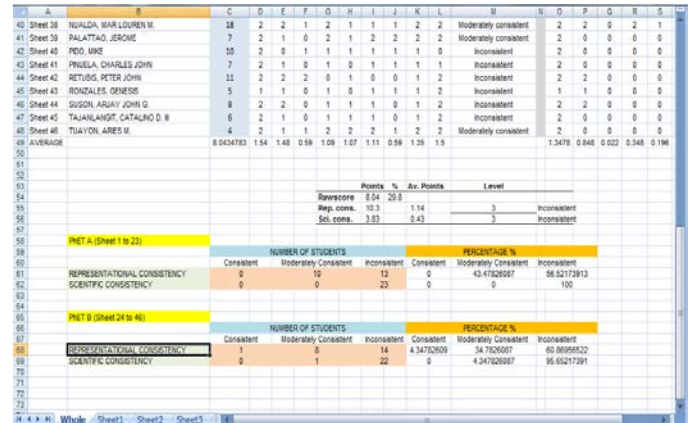 A B C D E F G H I J K L M N O P Q R S
40 Sheet 38 NUALDA, MAR LOUREN M. 18 2 2 1 2 1 1 1 2 2 Moderately consistent 2 2 0 2 1
41 Sheet 39 PALATTAO, JEROME 7 2 1 0 2 1 2 2 2 2 Moderately consistent 2 0 0 0 0
42 Sheet 40 PIDO, MIKE 10 2 0 1 1 1 1 0 Inconsistent 2 2 0 0 0
43 Sheet 41 PINUELA, CHARLES JOHN 7 2 1 0 1 0 1 1 1 1 Inconsistent 2 0 0 0 0
44 Sheet 42 RETUBIS, PETER JOHN 11 2 2 2 0 1 0 0 1 2 Inconsistent 2 2 0 0 0
45 Sheet 43 RONZALES, GENESIS 5 1 1 0 1 0 1 Inconsistent 1 1 0 0 0
46 Sheet 44 SUSON, ARJAY JOHN G. 8 2 2 0 1 1 1 0 1 2 Inconsistent 2 2 0 0 0
47 Sheet 45 TAJANLANGIT, CATALINO D. III 6 2 1 1 1 1 1 0 1 2 Inconsistent 2 0 0 0 0
48 Sheet 46 TUAYON, ARIES M. 4 2 1 1 2 2 2 1 2 2 Moderately consistent 2 0 0 0 0
49 AVERAGE 8.0434783 1.54 1.48 0.59 1.09 1.07 1.11 0.59 1.35 1.5 1.3478 0.848 0.022 0.348 0.196
50
51
52
53 Points % Av. Points Level
54 Rawscore 8.04 29.8
55 Rep. cons. 10.3 1.14 3 Inconsistent
56 Sci. cons. 3.83 0.43 3 Inconsistent
57
58 PhET A (Sheet 1 to 23)
59 NUMBER OF STUDENTS PERCENTAGE %
60 Consistent Moderately Consistent Inconsistent Consistent Moderately Consistent Inconsistent
61 REPRESENTATIONAL CONSISTENCY 0 10 13 0 43.47826087 56.52173913
62 SCIENTIFIC CONSISTENCY 0 0 23 0 0 100
63
64
65 PhET B (Sheet 24 to 46)
66 NUMBER OF STUDENTS PERCENTAGE %
67 Consistent Moderately Consistent Inconsistent Consistent Moderately Consistent Inconsistent
68 REPRESENTATIONAL CONSISTENCY 1 8 14 4.34782609 34.7826087 60.86956522
69 SCIENTIFIC CONSISTENCY 0 1 22 0 4.347826087 95.65217391
70
71
72
73
Whole Sheet1 Sheet2 Sheet3